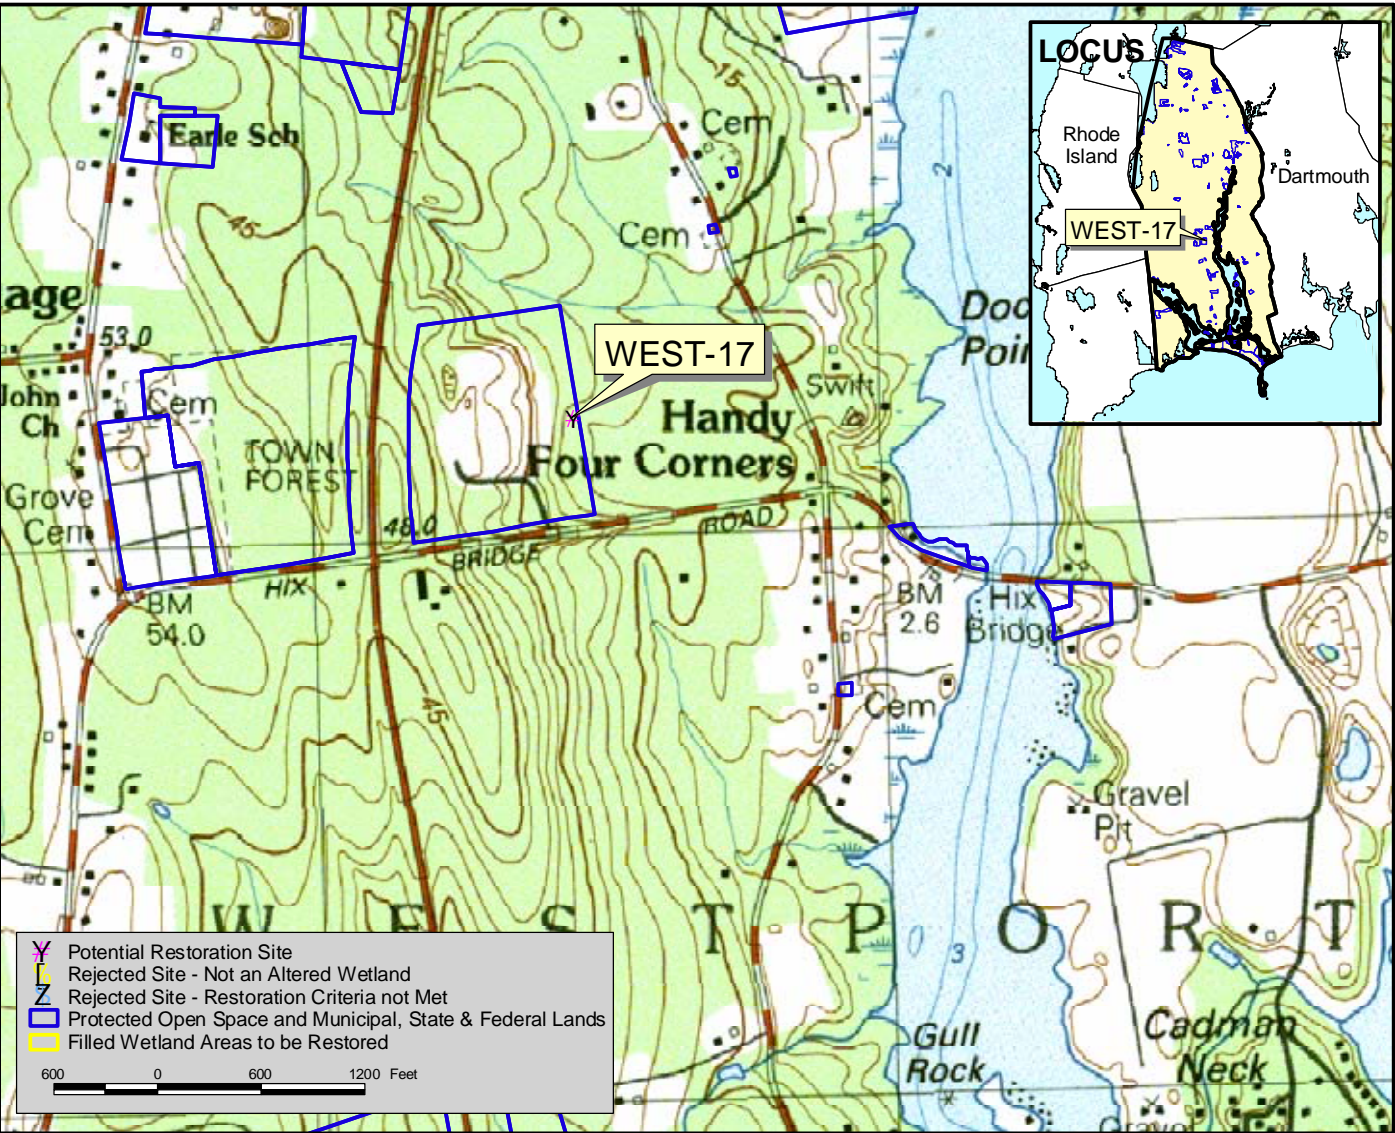 LOCUS
Rhode
Island
Dartmouth
WEST-17
15
Cem
Earle Sch
45
Cem
2
age
53.0
WEST-17
John
Ch
Cem
Swift
TOWN
FOREST
Handy
Four Corners
Grove
Cem
48.0
HIX
BRIDGE
ROAD
BM
54.0
BM
2.6
Hix
Bridge
45
Cem
Gravel
Pit
W E S T P O R T
3
Gull
Rock
Cadman
Neck
Potential Restoration Site
Rejected Site - Not an Altered Wetland
Rejected Site - Restoration Criteria not Met
Protected Open Space and Municipal, State & Federal Lands
Filled Wetland Areas to be Restored
600 0 600 1200 Feet